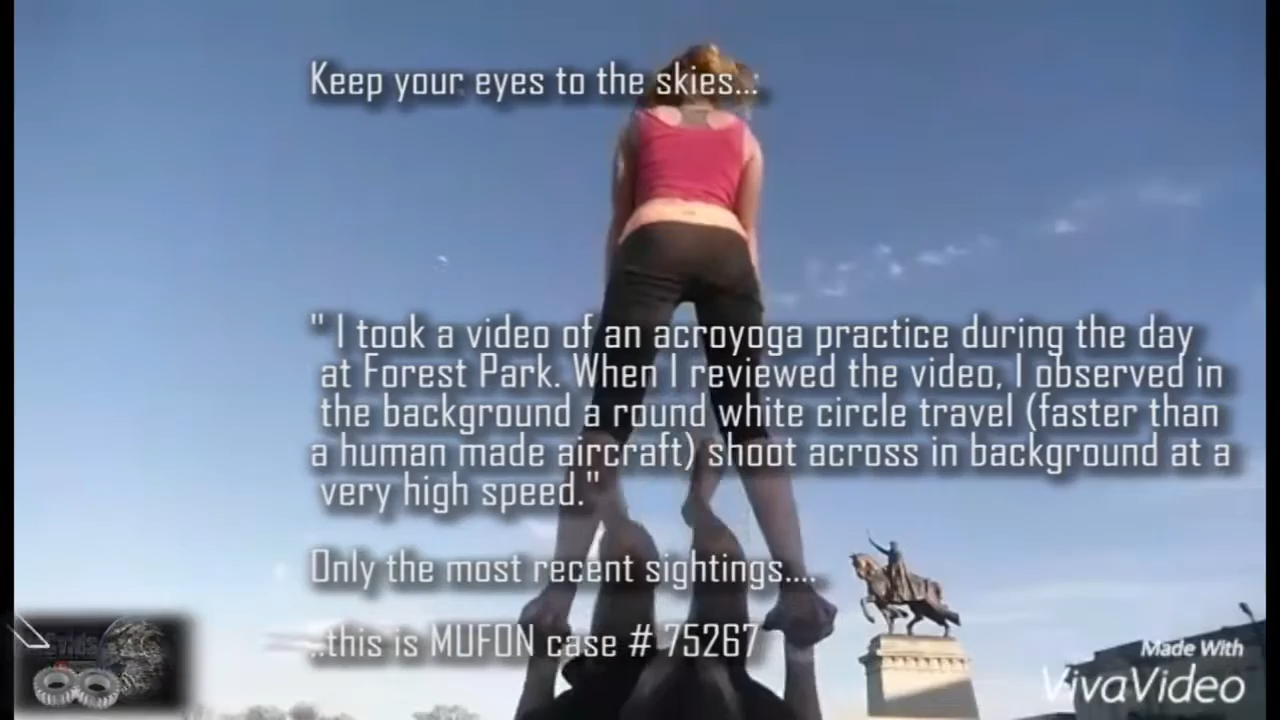 Keep your eyes to the skies...
" I took a video of an acroyoga practice during the day
at Forest Park. When I reviewed the video, I observed in
the background a round white circle travel (faster than
a human made aircraft) shoot across in background at a
very high speed."
Only the most recent sightings....
..this is MUFON case # 75267
Made With
VivaVideo